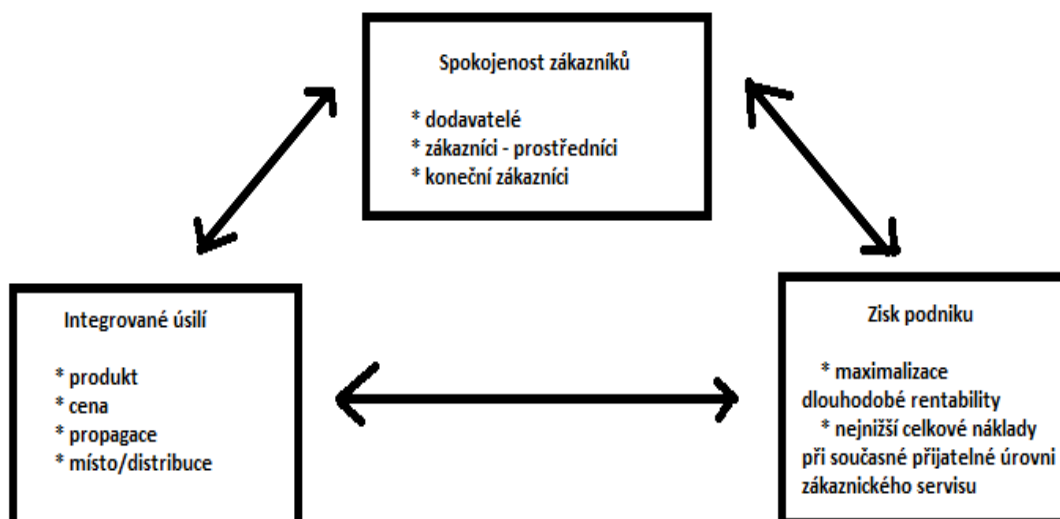 Spokojenost zákazníků
* dodavatelé
* zákazníci - prostředníci
* koneční zákazníci
Integrované úsilí
* produkt
* cena
* propagace
* místo/distribuce
Zisk podniku
* maximalizace
dlouhodobé rentability
* nejnižší celkové náklady
při současné přijatelné úrovni
zákaznického servisu